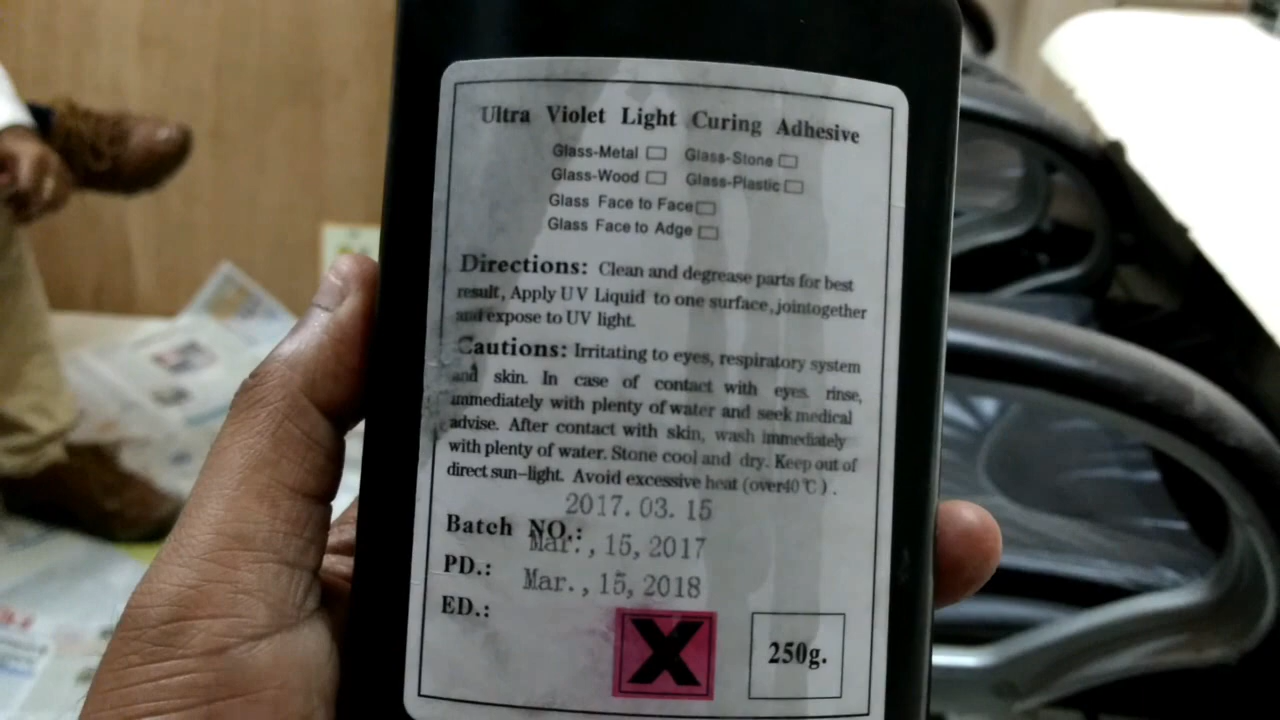 Ultra Violet Light Curing Adhesive
Glass-Metal Glass-Stone
Glass-Wood Glass-Plastic
Glass Face to Face
Glass Face to Adge
Directions: Clean and degrease parts for best
result, Apply UV Liquid to one surface, jointogether
and expose to UV light.
Cautions: Irritating to eyes, respiratory system
and skin. In case of contact with eyes. rinse,
immediately with plenty of water and seek medical
advise. After contact with skin, wash immediately
with plenty of water. Stone cool and dry. Keep out of
direct sun-light. Avoid excessive heat (over40℃).
2017. 03. 15
Batch NO.:
Mar. , 15, 2017
PD.:
Mar. , 15, 2018
ED.:
X
250g.